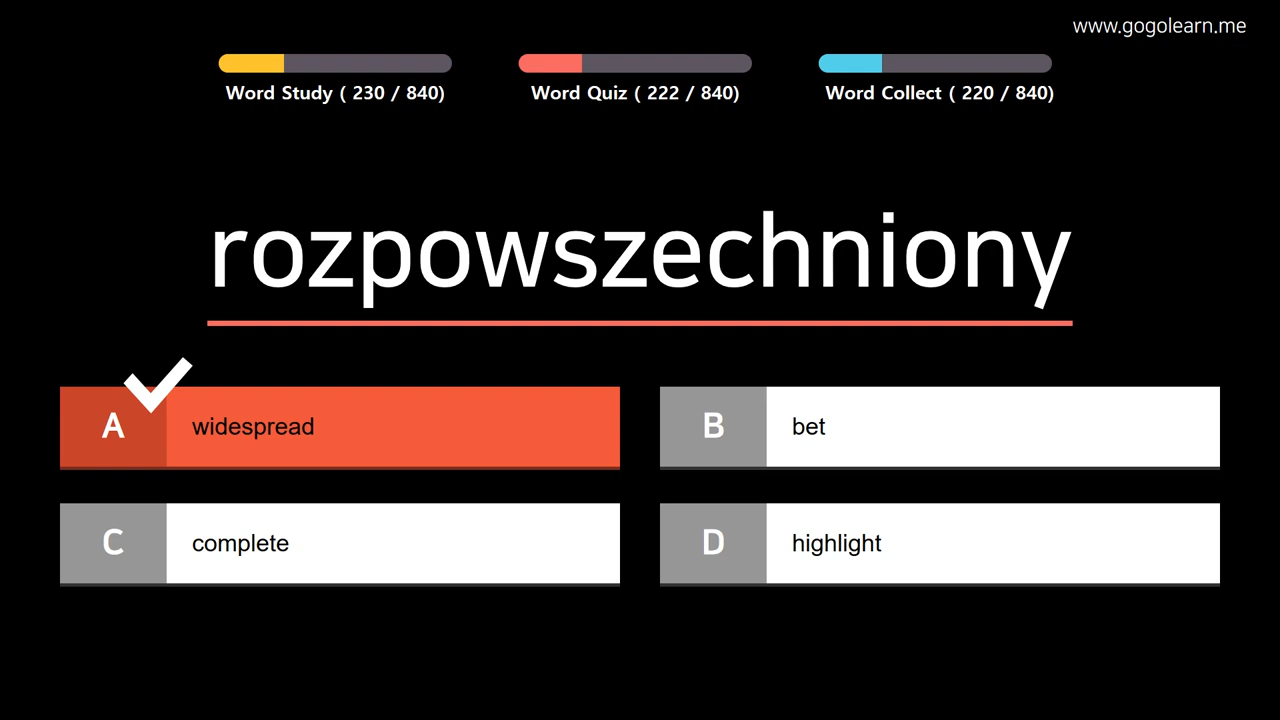 www.gogolearn.me
Word Study ( 230 / 840)
Word Quiz ( 222 / 840)
Word Collect ( 220 / 840)
rozpowszechniony
A widespread
B bet
C complete
D highlight